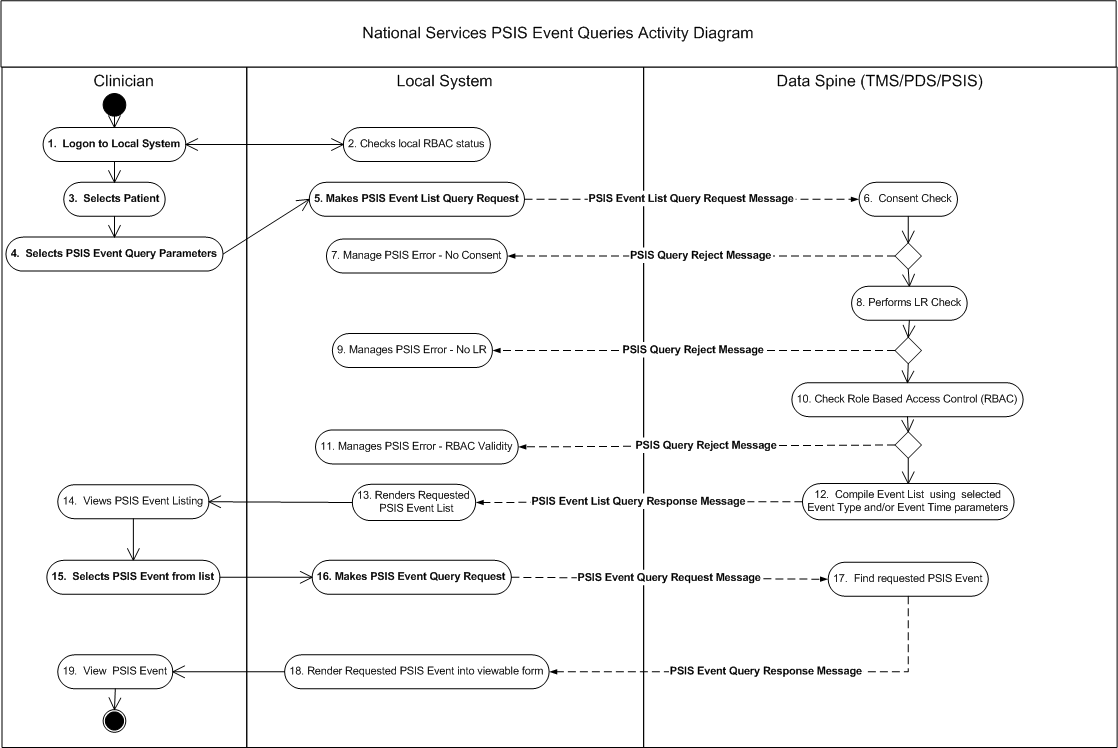 National Services PSIS Event Queries Activity Diagram
Clinician
Local System
Data Spine (TMS/PDS/PSIS)
1. Logon to Local System
2. Checks local RBAC status
3. Selects Patient
5. Makes PSIS Event List Query Request
PSIS Event List Query Request Message
6. Consent Check
4. Selects PSIS Event Query Parameters
7. Manage PSIS Error - No Consent
PSIS Query Reject Message
8. Performs LR Check
9. Manages PSIS Error - No LR
PSIS Query Reject Message
10. Check Role Based Access Control (RBAC)
11. Manages PSIS Error - RBAC Validity
PSIS Query Reject Message
14. Views PSIS Event Listing
13. Renders Requested
PSIS Event List
PSIS Event List Query Response Message
12. Compile Event List using selected
Event Type and/or Event Time parameters
15. Selects PSIS Event from list
16. Makes PSIS Event Query Request
PSIS Event Query Request Message
17. Find requested PSIS Event
19. View PSIS Event
18. Render Requested PSIS Event into viewable form
PSIS Event Query Response Message